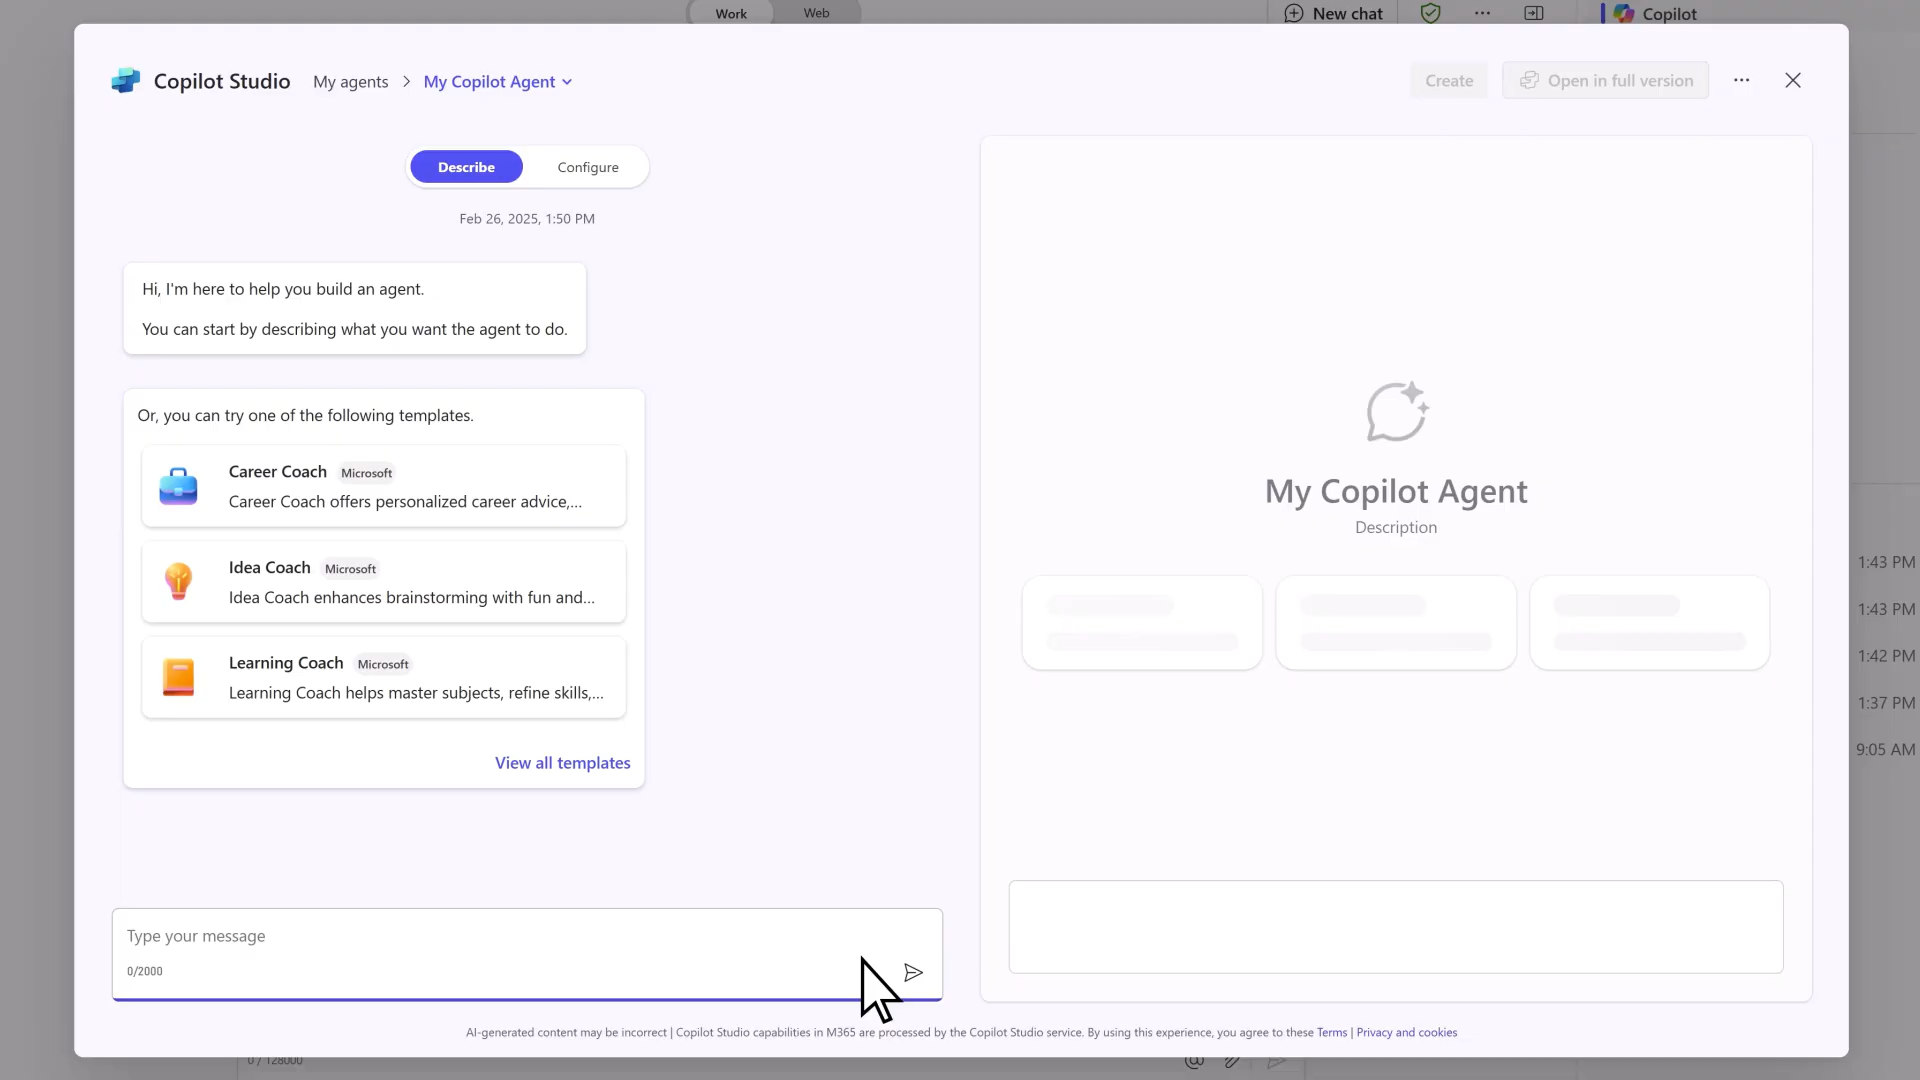 Work
Web
New chat
Copilot
Copilot Studio
My agents
My Copilot Agent
Create
Open in full version
Describe
Configure
Feb 26, 2025, 1:50 PM
Hi, I'm here to help you build an agent.
You can start by describing what you want the agent to do.
Or, you can try one of the following templates.
Career Coach Microsoft
Career Coach offers personalized career advice,...
Idea Coach Microsoft
Idea Coach enhances brainstorming with fun and...
Learning Coach Microsoft
Learning Coach helps master subjects, refine skills,...
View all templates
Type your message
0/2000
My Copilot Agent
Description
1:43 PM
1:43 PM
1:42 PM
1:37 PM
9:05 AM
AI-generated content may be incorrect | Copilot Studio capabilities in M365 are processed by the Copilot Studio service. By using this experience, you agree to these Terms | Privacy and cookies
0 / 128000